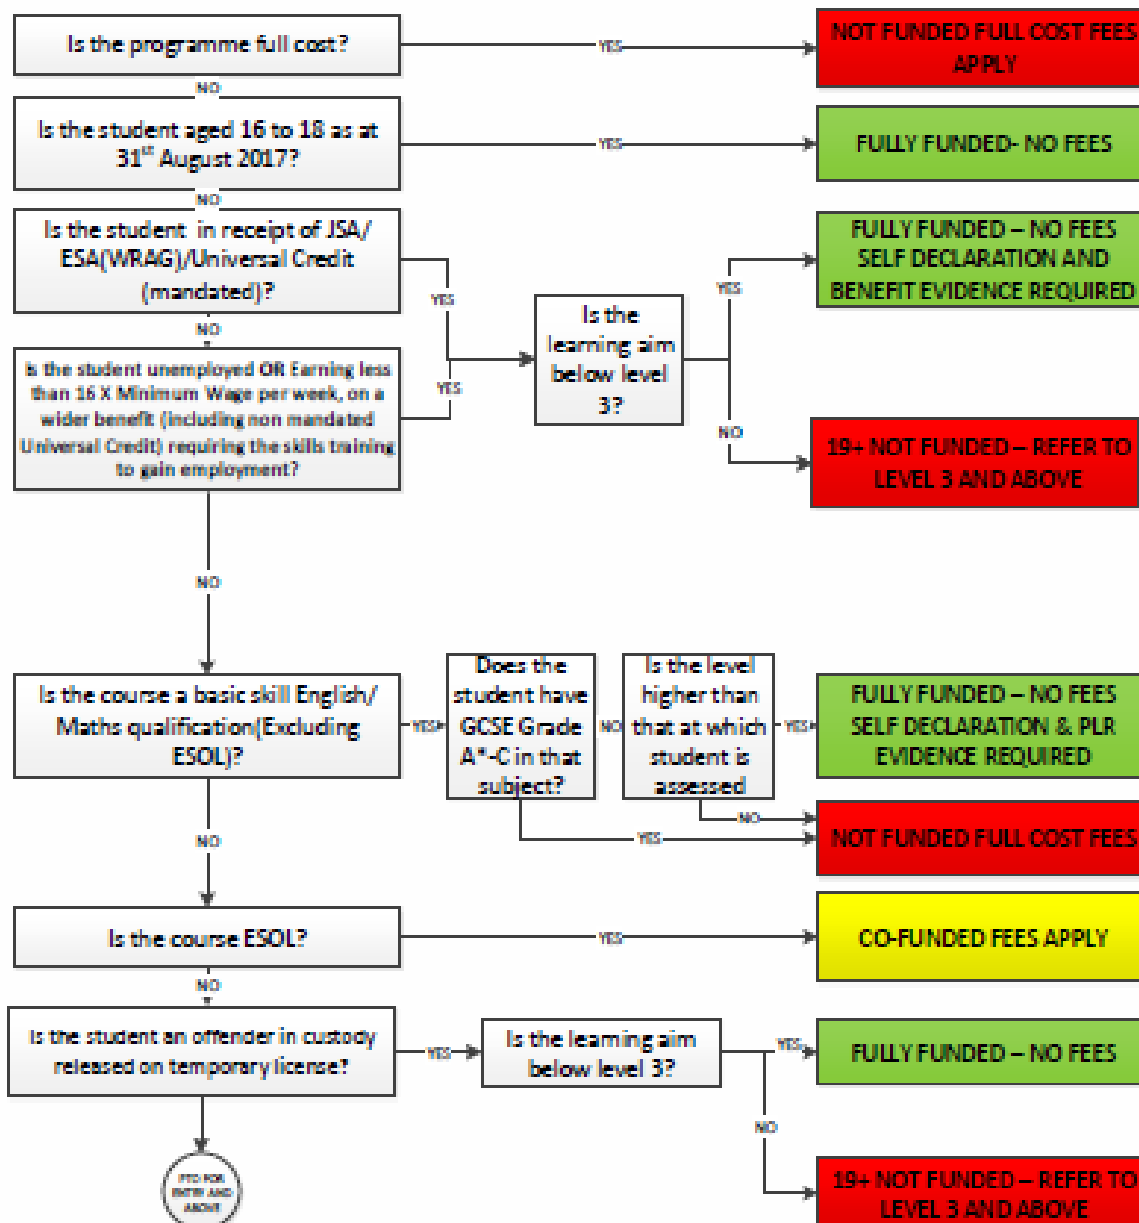 Is the programme full cost?
YES
NOT FUNDED FULL COST FEES
APPLY
NO
Is the student aged 16 to 18 as at
31st August 2017?
YES
FULLY FUNDED- NO FEES
NO
Is the student in receipt of JSA/
ESA(WRAG)/Universal Credit
(mandated)?
YES
FULLY FUNDED – NO FEES
SELF DECLARATION AND
BENEFIT EVIDENCE REQUIRED
YES
NO
Is the
learning aim
below level
3?
Is the student unemployed OR Earning less
than 16 X Minimum Wage per week, on a
wider benefit (including non mandated
Universal Credit) requiring the skills training
to gain employment?
YES
NO
19+ NOT FUNDED – REFER TO
LEVEL 3 AND ABOVE
NO
Is the course a basic skill English/
Maths qualification(Excluding
ESOL)?
YES
Does the
student have
GCSE Grade
A*-C in that
subject?
NO
Is the level
higher than
that at which
student is
assessed
YES
FULLY FUNDED – NO FEES
SELF DECLARATION & PLR
EVIDENCE REQUIRED
NO
YES
NOT FUNDED FULL COST FEES
NO
Is the course ESOL?
YES
CO-FUNDED FEES APPLY
NO
Is the student an offender in custody
released on temporary license?
YES
Is the learning aim
below level 3?
YES
FULLY FUNDED – NO FEES
NO
PTO FOR
ENTRY AND
ABOVE
19+ NOT FUNDED – REFER TO
LEVEL 3 AND ABOVE